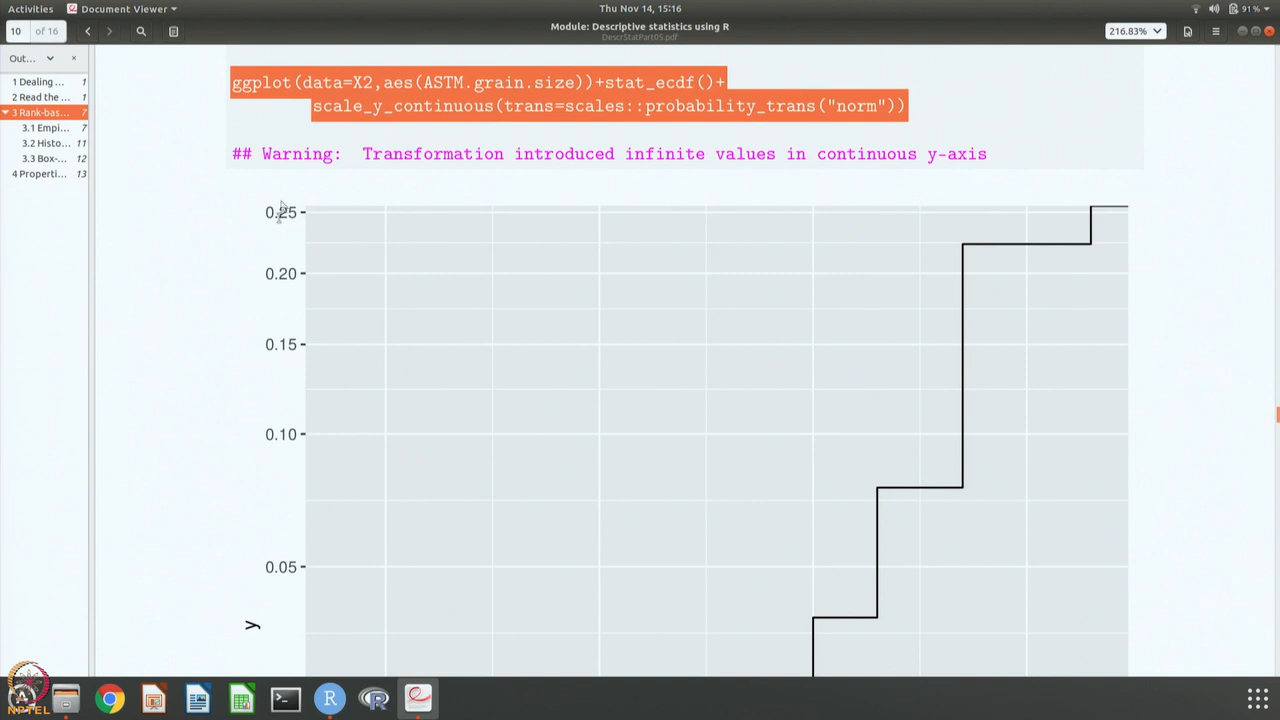 Activities
Document Viewer
Thu Nov 14, 15:16
91 %
10
of 16
Module: Descriptive statistics using R
DescrStatPart05.pdf
216.83%
Out...
1 Dealing ... 1
2 Read the ... 1
3 Rank-bas... 7
3.1 Empi... 7
3.2 Histo... 11
3.3 Box-... 12
4 Properti... 13
ggplot(data=X2,aes(ASTM.grain.size))+stat_ecdf()+
scale_y_continuous(trans=scales::probability_trans("norm"))
## Warning: Transformation introduced infinite values in continuous y-axis
0.25
0.20
0.15
0.10
0.05
y
NPTEL